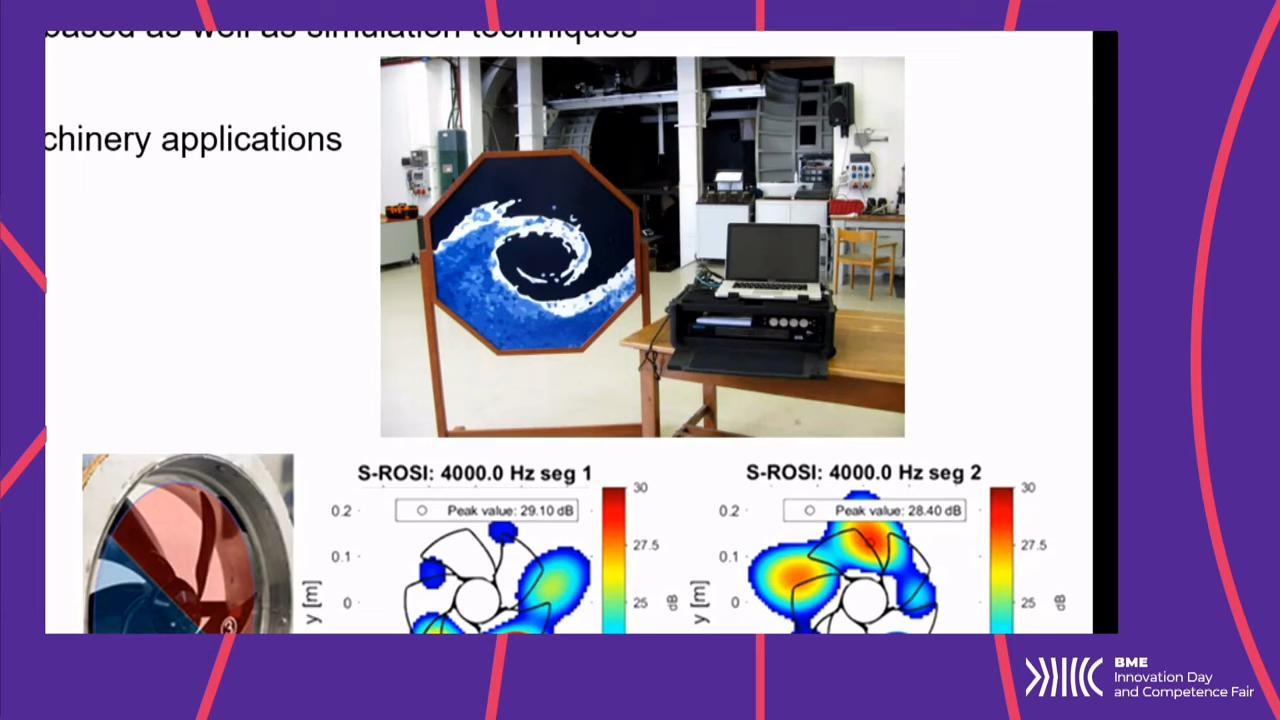 based as well as simulation techniques
chinery applications
S-ROSI: 4000.0 Hz seg 1
Peak value: 29.10 dB
0.2
0.1
0
y [m]
30
27.5
25
dB
S-ROSI: 4000.0 Hz seg 2
Peak value: 28.40 dB
0.2
0.1
0
y [m]
30
27.5
25
dB
3
BME
Innovation Day
and Competence Fair